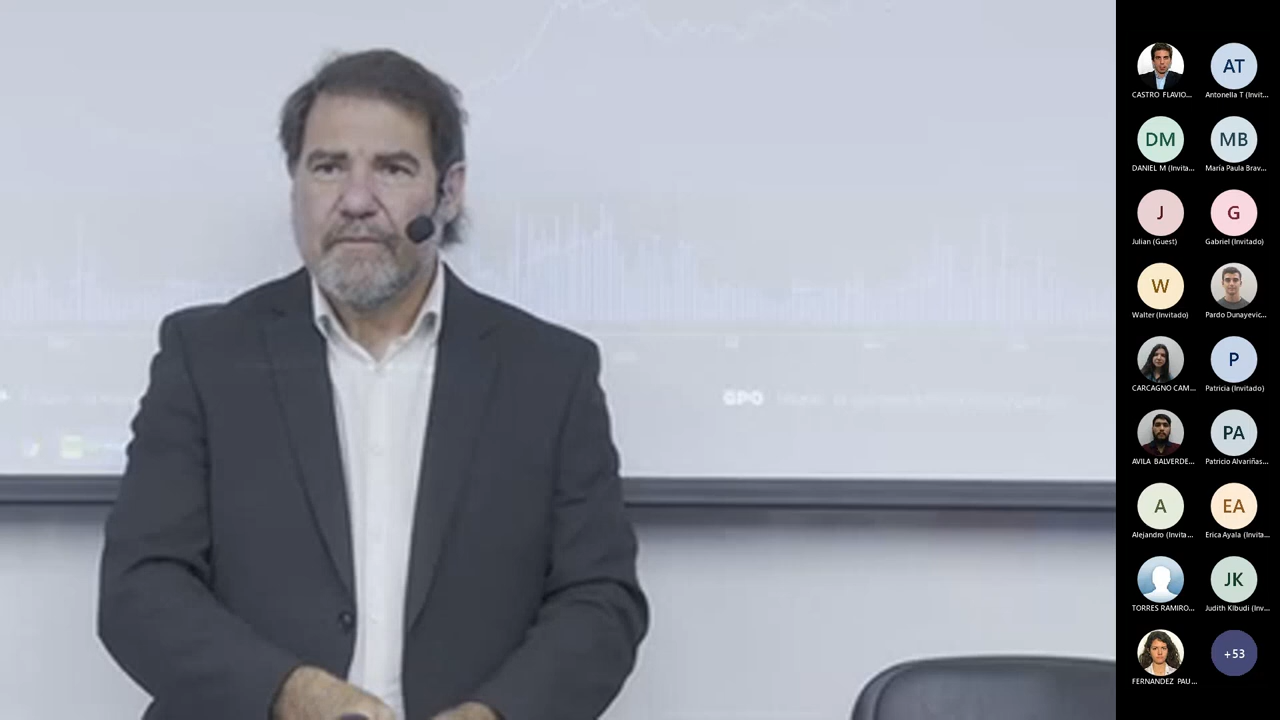 CASTRO FLAVIO...
AT
Antonella T (Invit...
DM
DANIEL M (Invita...
MB
María Paula Brav...
J
Julian (Guest)
G
Gabriel (Invitado)
W
Walter (Invitado)
Pardo Dunayevic...
CARCAGNO CAM...
P
Patricia (Invitado)
AVILA BALVERDE...
PA
Patricio Alvariñas...
A
Alejandro (Invita...
EA
Erica Ayala (Invita...
TORRES RAMIRO...
JK
Judith Klbudi (Inv...
FERNANDEZ PAU...
+53